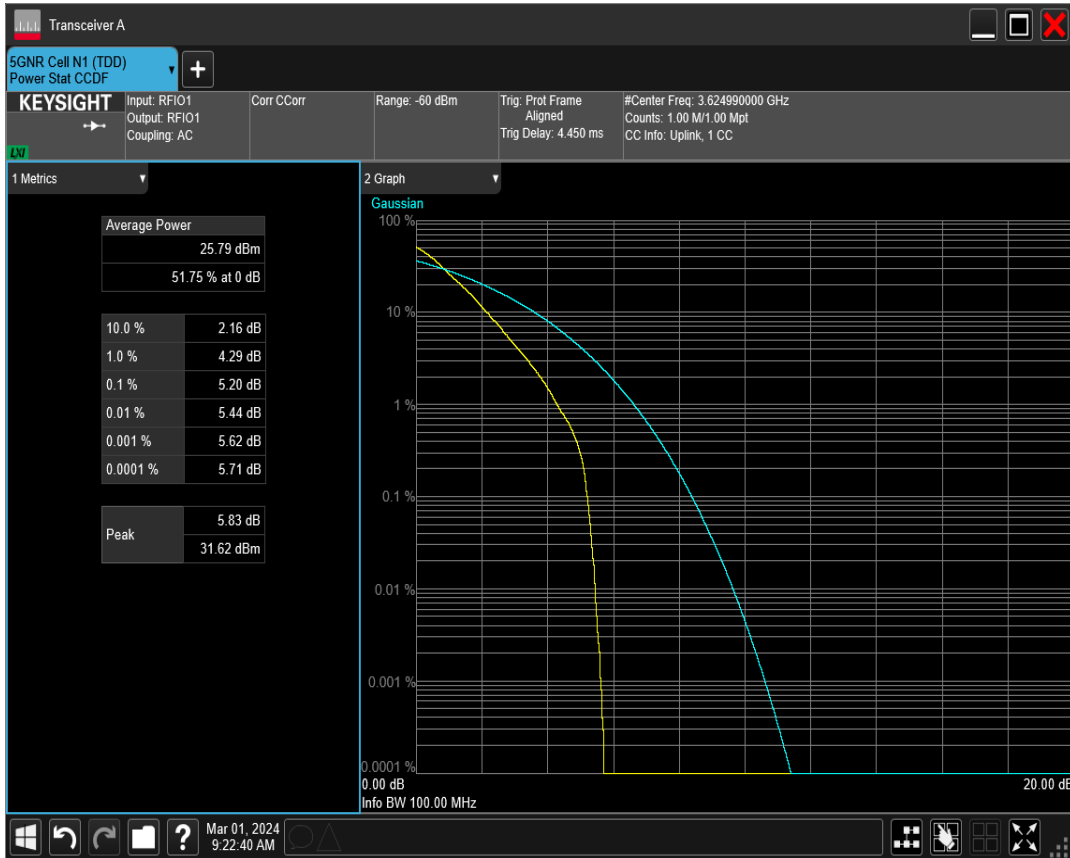 Transceiver A
5GNR Cell N1 (TDD)
Power Stat CCDF
+
KEYSIGHT
LXI
Input: RFIO1
Output: RFIO1
Coupling: AC
Corr CCorr
Range: -60 dBm
Trig: Prot Frame
Aligned
Trig Delay: 4.450 ms
#Center Freq: 3.624990000 GHz
Counts: 1.00 M/1.00 Mpt
CC Info: Uplink, 1 CC
1 Metrics
Average Power
25.79 dBm
51.75 % at 0 dB
10.0 % 2.16 dB
1.0 % 4.29 dB
0.1 % 5.20 dB
0.01 % 5.44 dB
0.001 % 5.62 dB
0.0001 % 5.71 dB
Peak
5.83 dB
31.62 dBm
2 Graph
Gaussian
100 %
10 %
1 %
0.1 %
0.01 %
0.001 %
0.0001 %
0.00 dB 20.00 dB
Info BW 100.00 MHz
?
Mar 01, 2024
9:22:40 AM